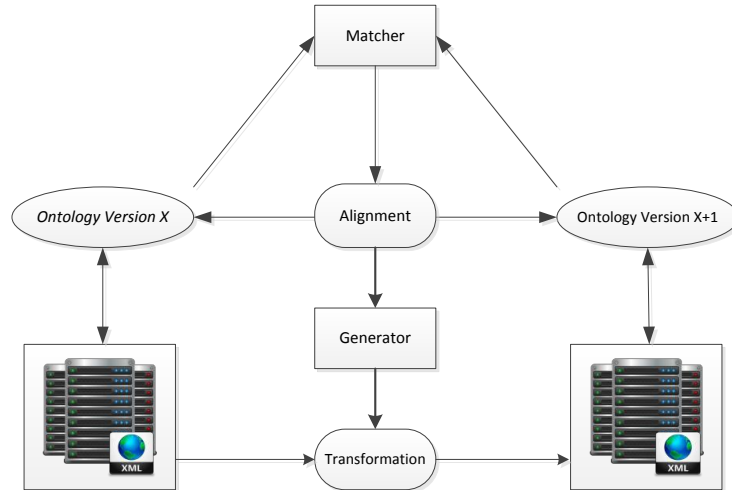 Matcher
Ontology Version X
Alignment
Ontology Version X+1
Generator
XML
Transformation
XML